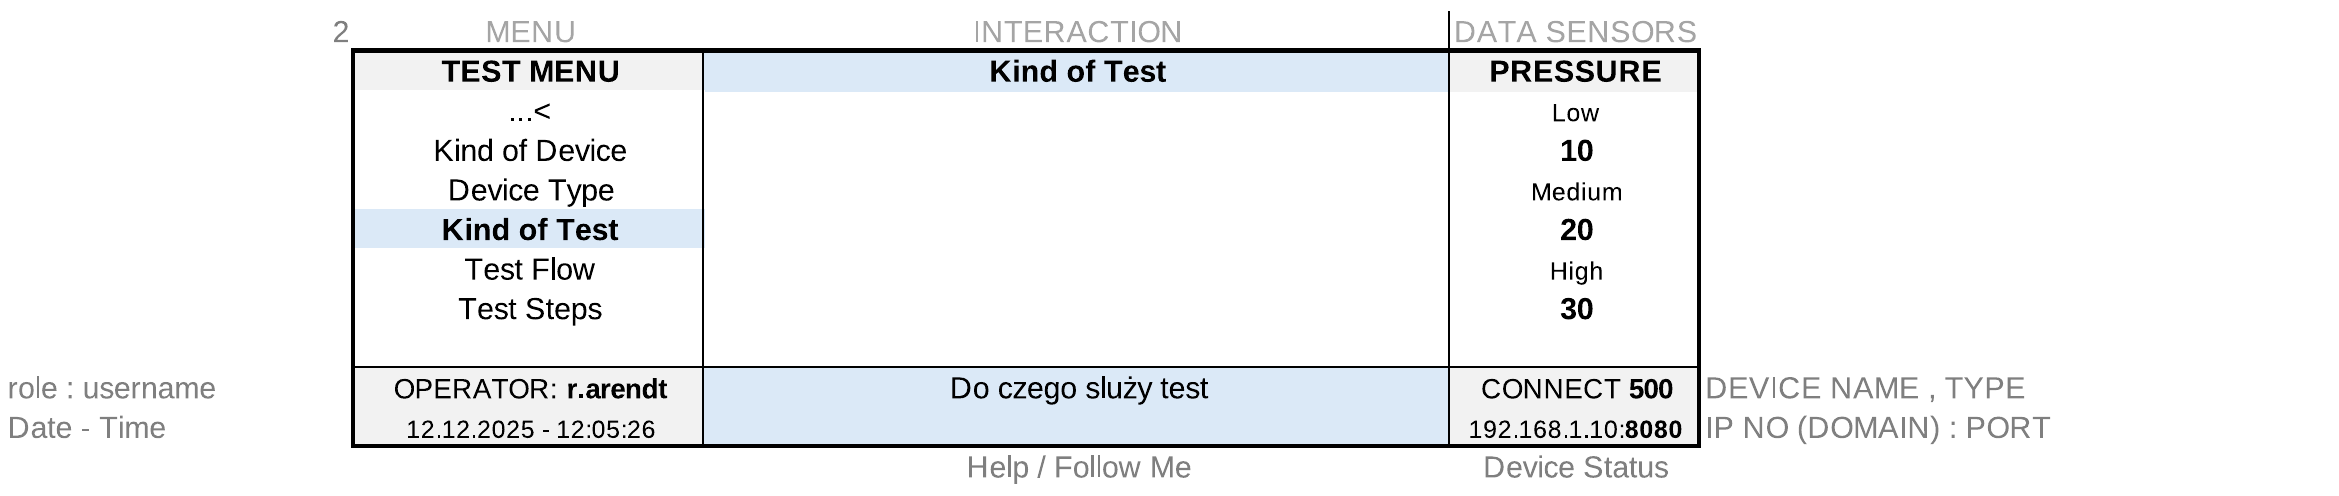 2 MENU INTERACTION DATA SENSORS
TEST MENU Kind of Test PRESSURE
...< Low
Kind of Device 10
Device Type Medium
Kind of Test 20
Test Flow High
Test Steps 30
role : username OPERATOR: r.arendt Do czego sluży test CONNECT 500 DEVICE NAME , TYPE
Date - Time 12.12.2025 - 12:05:26 192.168.1.10:8080 IP NO (DOMAIN) : PORT
Help / Follow Me Device Status